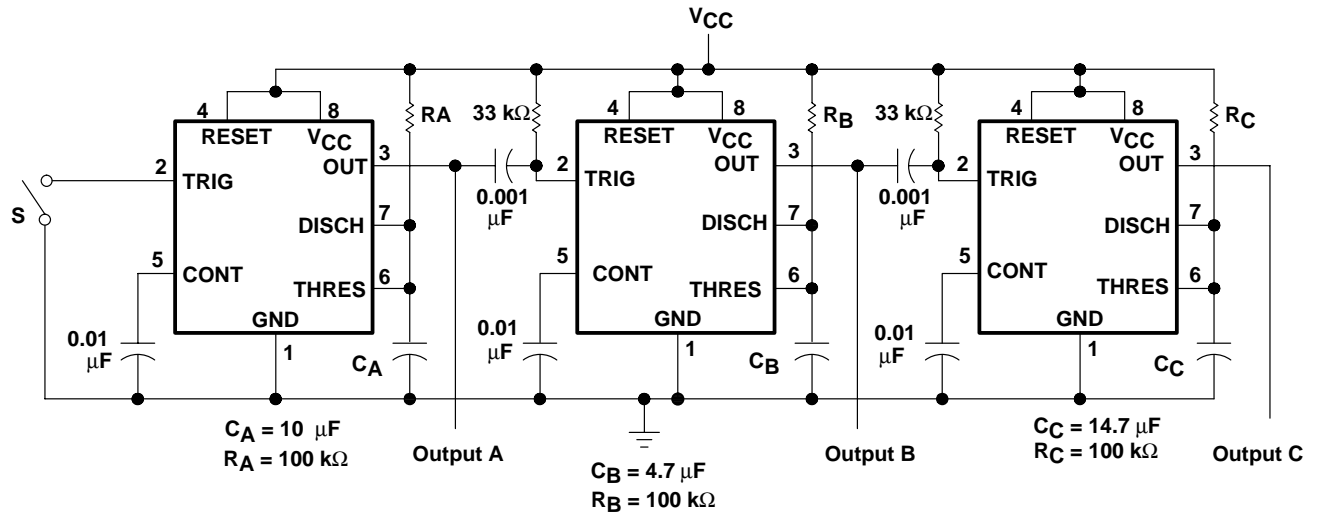 VCC
4
8
RA
33 kΩ
4
8
RB
33 kΩ
4
8
RC
RESET
VCC
RESET
VCC
RESET
VCC
2
TRIG
OUT
3
2
TRIG
OUT
3
2
TRIG
OUT
3
S
0.001
μF
0.001
μF
DISCH
7
DISCH
7
DISCH
7
5
CONT
5
CONT
5
CONT
THRES
6
THRES
6
THRES
6
GND
GND
GND
0.01
μF
1
CA
0.01
μF
1
CB
0.01
μF
1
CC
CA = 10 μF
RA = 100 kΩ
Output A
CB = 4.7 μF
RB = 100 kΩ
Output B
CC = 14.7 μF
RC = 100 kΩ
Output C